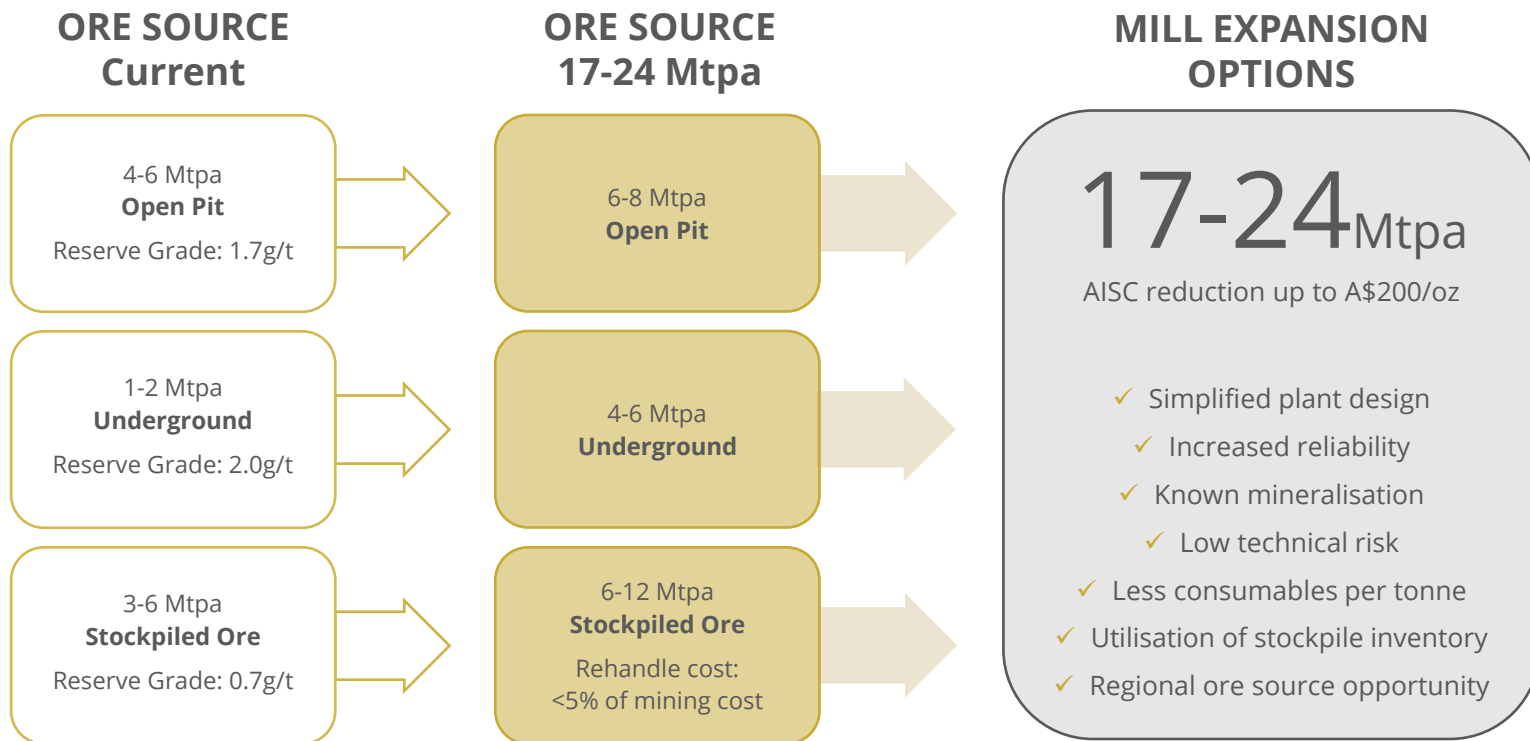 ORE SOURCE
Current
4-6 Mtpa
Open Pit
Reserve Grade: 1.7g/t
1-2 Mtpa
Underground
Reserve Grade: 2.0g/t
3-6 Mtpa
Stockpiled Ore
Reserve Grade: 0.7g/t
ORE SOURCE
17-24 Mtpa
6-8 Mtpa
Open Pit
4-6 Mtpa
Underground
6-12 Mtpa
Stockpiled Ore
Rehandle cost:
<5% of mining cost
MILL EXPANSION
OPTIONS
17-24Mtpa
AISC reduction up to A$200/oz
✓ Simplified plant design
✓ Increased reliability
✓ Known mineralisation
✓ Low technical risk
✓ Less consumables per tonne
✓ Utilisation of stockpile inventory
✓ Regional ore source opportunity